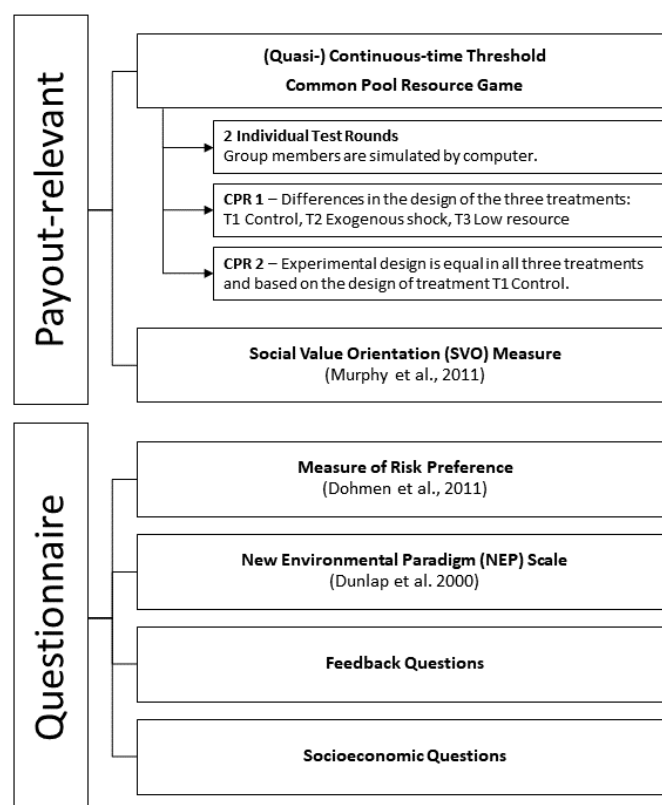 Payout-relevant
(Quasi-) Continuous-time Threshold
Common Pool Resource Game
2 Individual Test Rounds
Group members are simulated by computer.
CPR 1 – Differences in the design of the three treatments:
T1 Control, T2 Exogenous shock, T3 Low resource
CPR 2 – Experimental design is equal in all three treatments
and based on the design of treatment T1 Control.
Social Value Orientation (SVO) Measure
(Murphy et al., 2011)
Questionnaire
Measure of Risk Preference
(Dohmen et al., 2011)
New Environmental Paradigm (NEP) Scale
(Dunlap et al. 2000)
Feedback Questions
Socioeconomic Questions